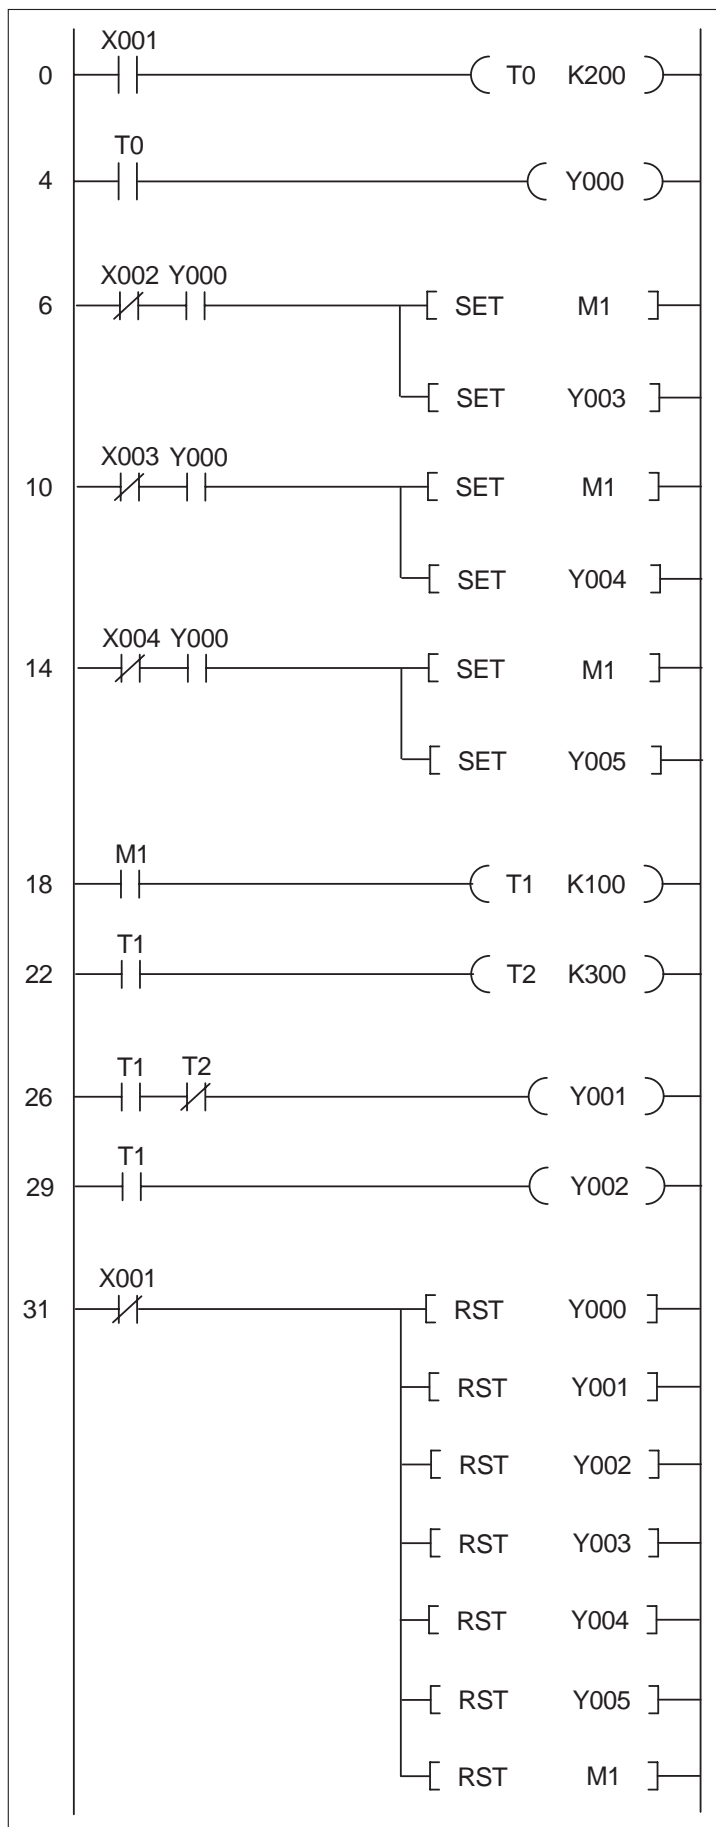 X001
0 T0 K200
T0
4 Y000
X002 Y000
6 SET M1
SET Y003
X003 Y000
10 SET M1
SET Y004
X004 Y000
14 SET M1
SET Y005
M1
18 T1 K100
T1
22 T2 K300
T1 T2
26 Y001
T1
29 Y002
X001
31 RST Y000
RST Y001
RST Y002
RST Y003
RST Y004
RST Y005
RST M1